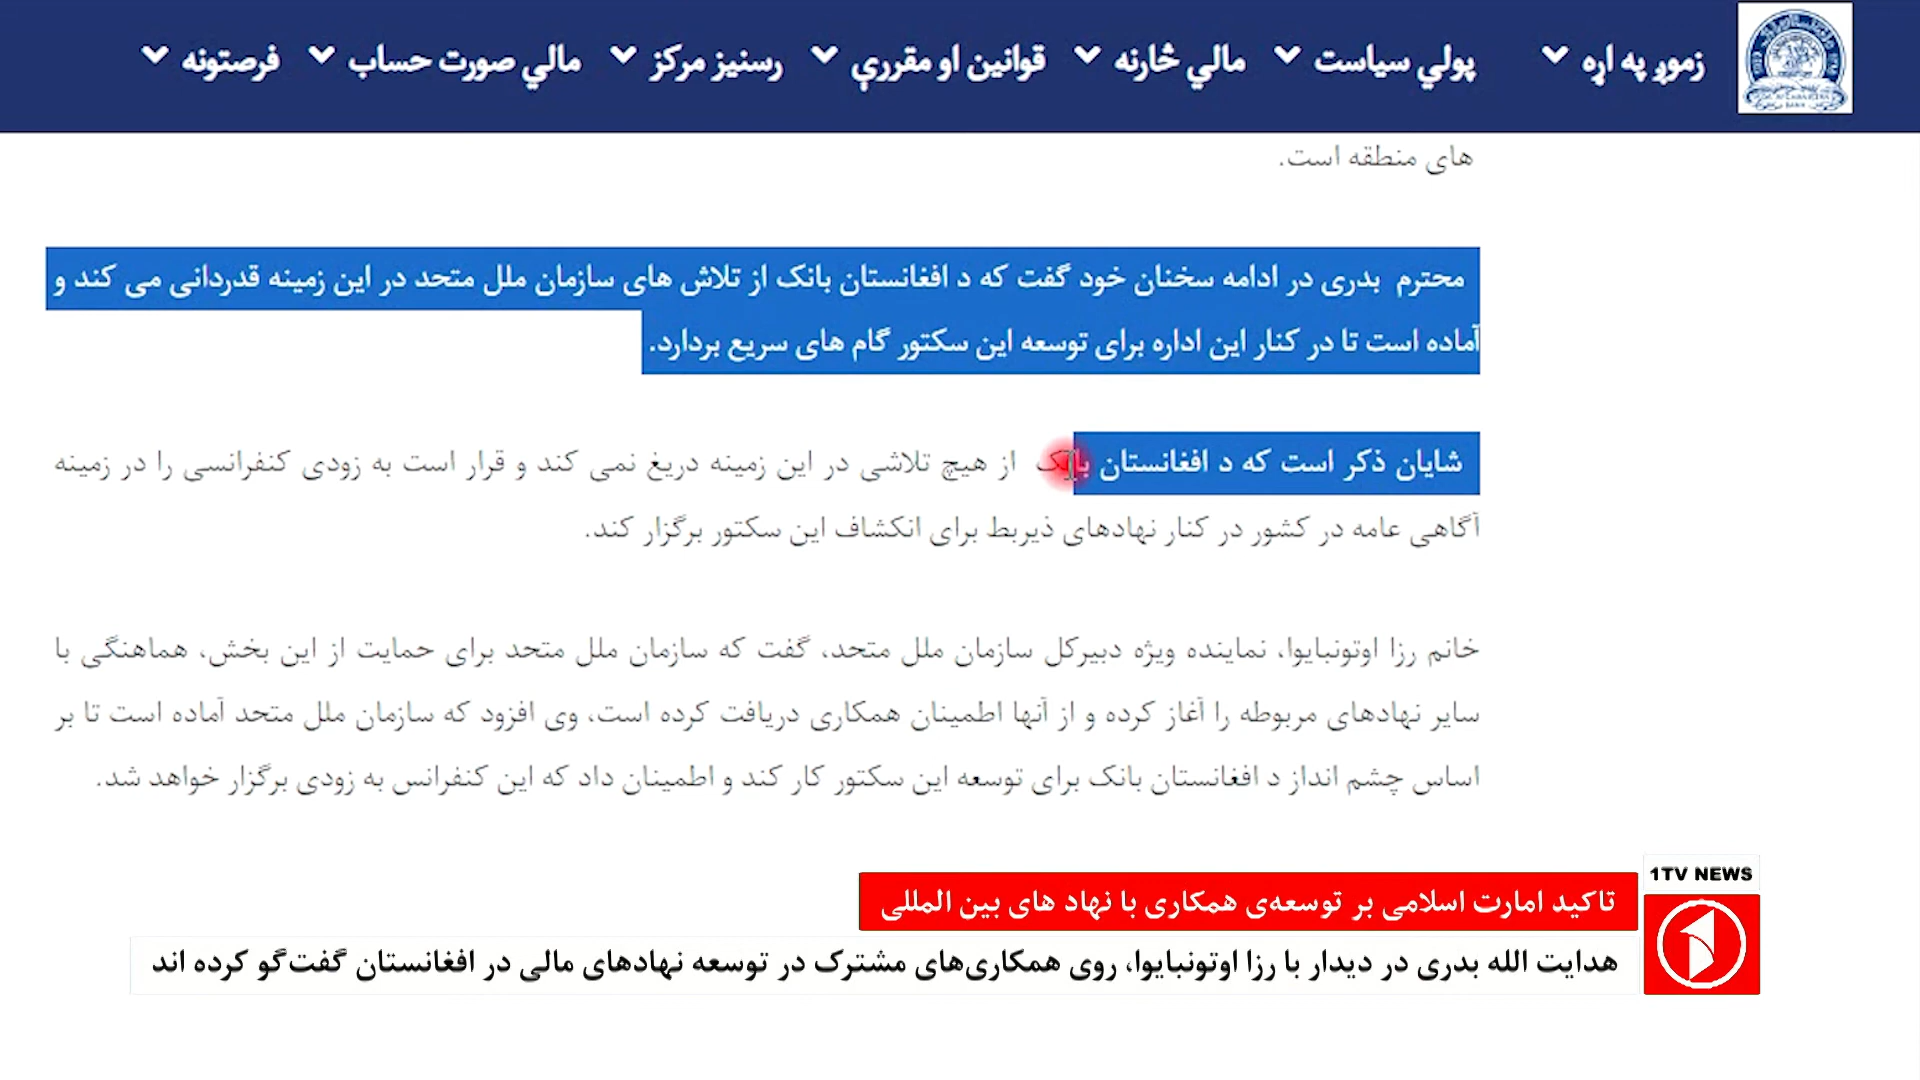 زموږ په اړه
پولي سیاست
مالي څارنه
قوانین او مقررې
رسنیز مرکز
مالي صورت حساب
فرصتونه
های منطقه است.
محترم بدری در ادامه سخنان خود گفت که د افغانستان بانک از تلاش های سازمان ملل متحد در این زمینه قدردانی می کند و
آماده است تا در کنار این اداره برای توسعه این سکتور گام های سریع بردارد.
شایان ذکر است که د افغانستان بانک از هیچ تلاشی در این زمینه دریغ نمی کند و قرار است به زودی کنفرانسی را در زمینه
آگاهی عامه در کشور در کنار نهادهای ذیربط برای انکشاف این سکتور برگزار کند.
خانم رزا اوتونبایوا، نماینده ویژه دبیرکل سازمان ملل متحد، گفت که سازمان ملل متحد برای حمایت از این بخش، هماهنگی با
سایر نهادهای مربوطه را آغاز کرده و از آنها اطمینان همکاری دریافت کرده است، وی افزود که سازمان ملل متحد آماده است تا بر
اساس چشم انداز د افغانستان بانک برای توسعه این سکتور کار کند و اطمینان داد که این کنفرانس به زودی برگزار خواهد شد.
1TV NEWS
تاکید امارت اسلامی بر توسعه‌ی همکاری با نهاد های بین المللی
هدایت الله بدری در دیدار با رزا اوتونبایوا، روی همکاری‌های مشترک در توسعه نهادهای مالی در افغانستان گفت‌گو کرده اند